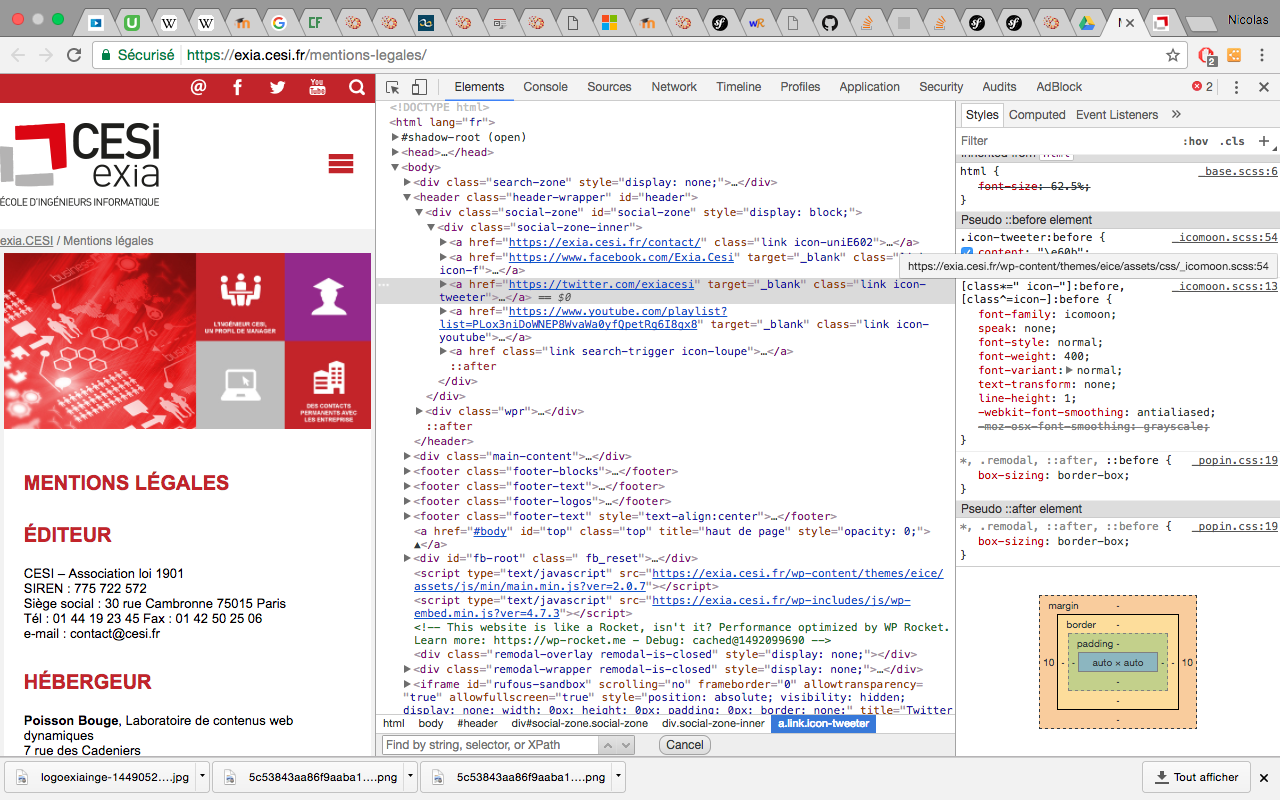 Nicolas
Sécurisé https://exia.cesi.fr/mentions-legales/
2
@ f You Tube
CESi
exia
ÉCOLE D'INGÉNIEURS INFORMATIQUE
exia.CESI / Mentions légales
L'INGÉNIEUR CESI,
UN PROFIL DE MANAGER
DES CONTACTS
PERMANENTS AVEC
LES ENTREPRISE
MENTIONS LÉGALES
ÉDITEUR
CESI – Association loi 1901
SIREN : 775 722 572
Siège social : 30 rue Cambronne 75015 Paris
Tél : 01 44 19 23 45 Fax : 01 42 50 25 06
e-mail : contact@cesi.fr
HÉBERGEUR
Poisson Bouge, Laboratoire de contenus web
dynamiques
7 rue des Cadeniers
Elements Console Sources Network Timeline Profiles Application Security Audits AdBlock 2
<!DOCTYPE html>
<html lang="fr">
#shadow-root (open)
<head>…</head>
<body>
<div class="search-zone" style="display: none;">…</div>
<header class="header-wrapper" id="header">
<div class="social-zone" id="social-zone" style="display: block;">
<div class="social-zone-inner">
<a href="https://exia.cesi.fr/contact/" class="link icon-uniE602">…</a>
<a href="https://www.facebook.com/Exia.Cesi" target="_blank" class="
icon-f">…</a>
<a href="https://twitter.com/exiacesi" target="_blank" class="link icon-
tweeter">…</a> == $0
<a href="https://www.youtube.com/playlist?
list=PLox3niDoWNEP8WvaWa0yfQpetRq6I8gx8" target="_blank" class="link icon-
youtube">…</a>
<a href class="link search-trigger icon-loupe">…</a>
::after
</div>
</div>
<div class="wpr">…</div>
::after
</header>
<div class="main-content">…</div>
<footer class="footer-blocks">…</footer>
<footer class="footer-text">…</footer>
<footer class="footer-logos">…</footer>
<footer class="footer-text" style="text-align:center">…</footer>
<a href="#body" id="top" class="top" title="haut de page" style="opacity: 0;">
▲</a>
<div id="fb-root" class=" fb_reset">…</div>
<script type="text/javascript" src="https://exia.cesi.fr/wp-content/themes/eice/
assets/js/min/main.min.js?ver=2.0.7"></script>
<script type="text/javascript" src="https://exia.cesi.fr/wp-includes/js/wp-
embed.min.js?ver=4.7.3"></script>
<!-- This website is like a Rocket, isn't it? Performance optimized by WP Rocket.
Learn more: https://wp-rocket.me - Debug: cached@1492099690 -->
<div class="remodal-overlay remodal-is-closed" style="display: none;"></div>
<div class="remodal-wrapper remodal-is-closed" style="display: none;">…</div>
<iframe id="rufous-sandbox" scrolling="no" frameborder="0" allowtransparency=
"true" allowfullscreen="true" style="position: absolute; visibility: hidden;
display: none; width: 0px; height: 0px; padding: 0px; border: none;" title="Twitter
html body #header div#social-zone.social-zone div.social-zone-inner a.link.icon-tweeter
Find by string, selector, or XPath Cancel
Styles Computed Event Listeners »
Filter :hov .cls +
Inherited from html
html { _base.scss:6
font-size: 62.5%;
}
Pseudo ::before element
.icon-tweeter:before { _icomoon.scss:54
content: "\e60b";
https://exia.cesi.fr/wp-content/themes/eice/assets/css/_icomoon.scss:54
[class*=" icon-"]:before, _icomoon.scss:13
[class^=icon-]:before {
font-family: icomoon;
speak: none;
font-style: normal;
font-weight: 400;
font-variant: normal;
text-transform: none;
line-height: 1;
-webkit-font-smoothing: antialiased;
-moz-osx-font-smoothing: grayscale;
}
*, .remodal, ::after, ::before { _popin.css:19
box-sizing: border-box;
}
Pseudo ::after element
*, .remodal, ::after, ::before { _popin.css:19
box-sizing: border-box;
}
margin -
border -
padding -
10 - - auto × auto - - 10
-
-
-
logoexiainge-1449052....jpg 5c53843aa86f9aaba1....png 5c53843aa86f9aaba1....png Tout afficher